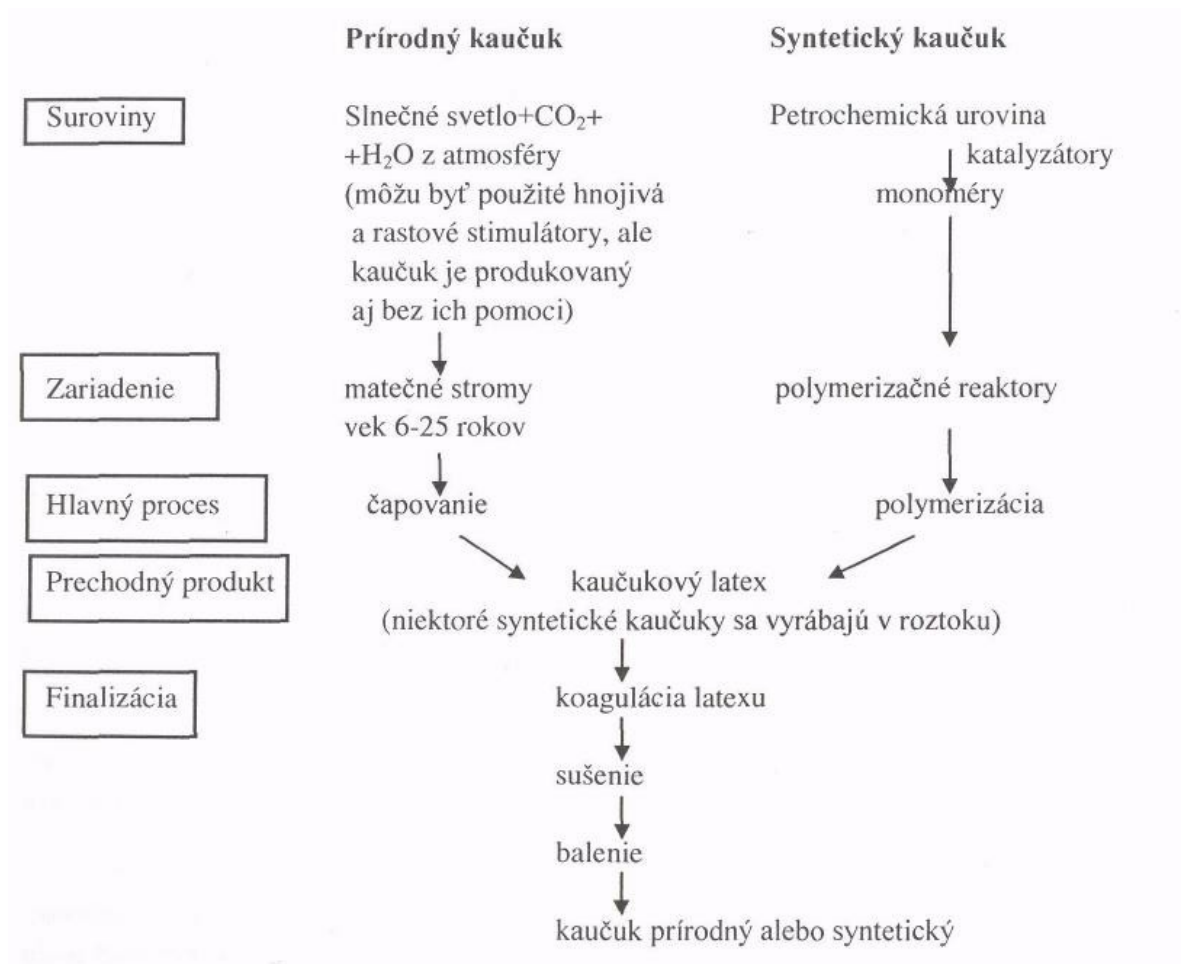 Prírodný kaučuk Syntetický kaučuk
Suroviny Slnečné svetlo+CO₂+ Petrochemická urovina
+H₂O z atmosféry katalyzátory
(môžu byť použité hnojivá monoméry
a rastové stimulátory, ale
kaučuk je produkovaný
aj bez ich pomoci)
Zariadenie matečné stromy polymerizačné reaktory
vek 6-25 rokov
Hlavný proces čapovanie polymerizácia
Prechodný produkt kaučukový latex
(niektoré syntetické kaučuky sa vyrábajú v roztoku)
Finalizácia koagulácia latexu
sušenie
balenie
kaučuk prírodný alebo syntetický